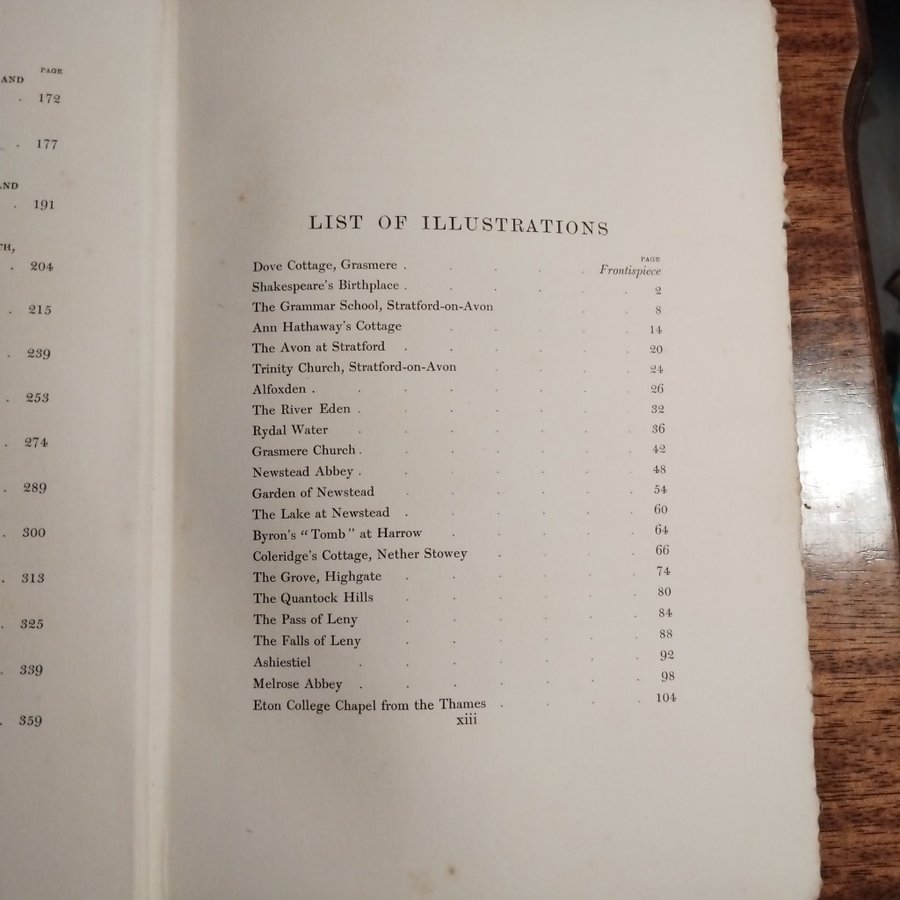 PAGE
AND
. 172
. 177
AND
. 191
TH,
. 204
. 215
. 239
. 253
. 274
. 289
. 300
. 313
. 325
. 339
. 359
LIST OF ILLUSTRATIONS
PAGE
Dove Cottage, Grasmere . . . . . Frontispiece
Shakespeare's Birthplace . . . . . . 2
The Grammar School, Stratford-on-Avon . . 8
Ann Hathaway's Cottage . . . . . 14
The Avon at Stratford . . . . . . 20
Trinity Church, Stratford-on-Avon . . . . 24
Alfoxden . . . . . . . . 26
The River Eden . . . . . . . 32
Rydal Water . . . . . . . 36
Grasmere Church . . . . . . . 42
Newstead Abbey . . . . . . . 48
Garden of Newstead . . . . . . 54
The Lake at Newstead . . . . . . 60
Byron's “Tomb” at Harrow . . . . . 64
Coleridge's Cottage, Nether Stowey . . . . 66
The Grove, Highgate . . . . . . 74
The Quantock Hills . . . . . . 80
The Pass of Leny . . . . . . 84
The Falls of Leny . . . . . . 88
Ashiestiel . . . . . . . 92
Melrose Abbey . . . . . . . 98
Eton College Chapel from the Thames . . . . 104
xiii